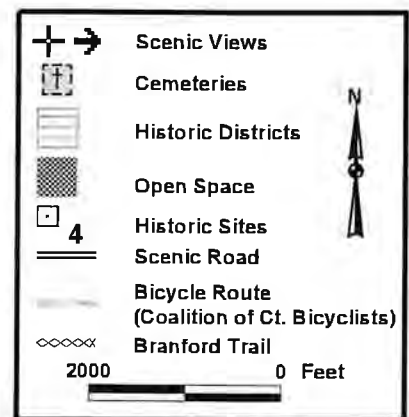 Scenic Views
Cemeteries
N
Historic Districts
Open Space
4 Historic Sites
Scenic Road
Bicycle Route
(Coalition of Ct. Bicyclists)
Branford Trail
2000 0 Feet